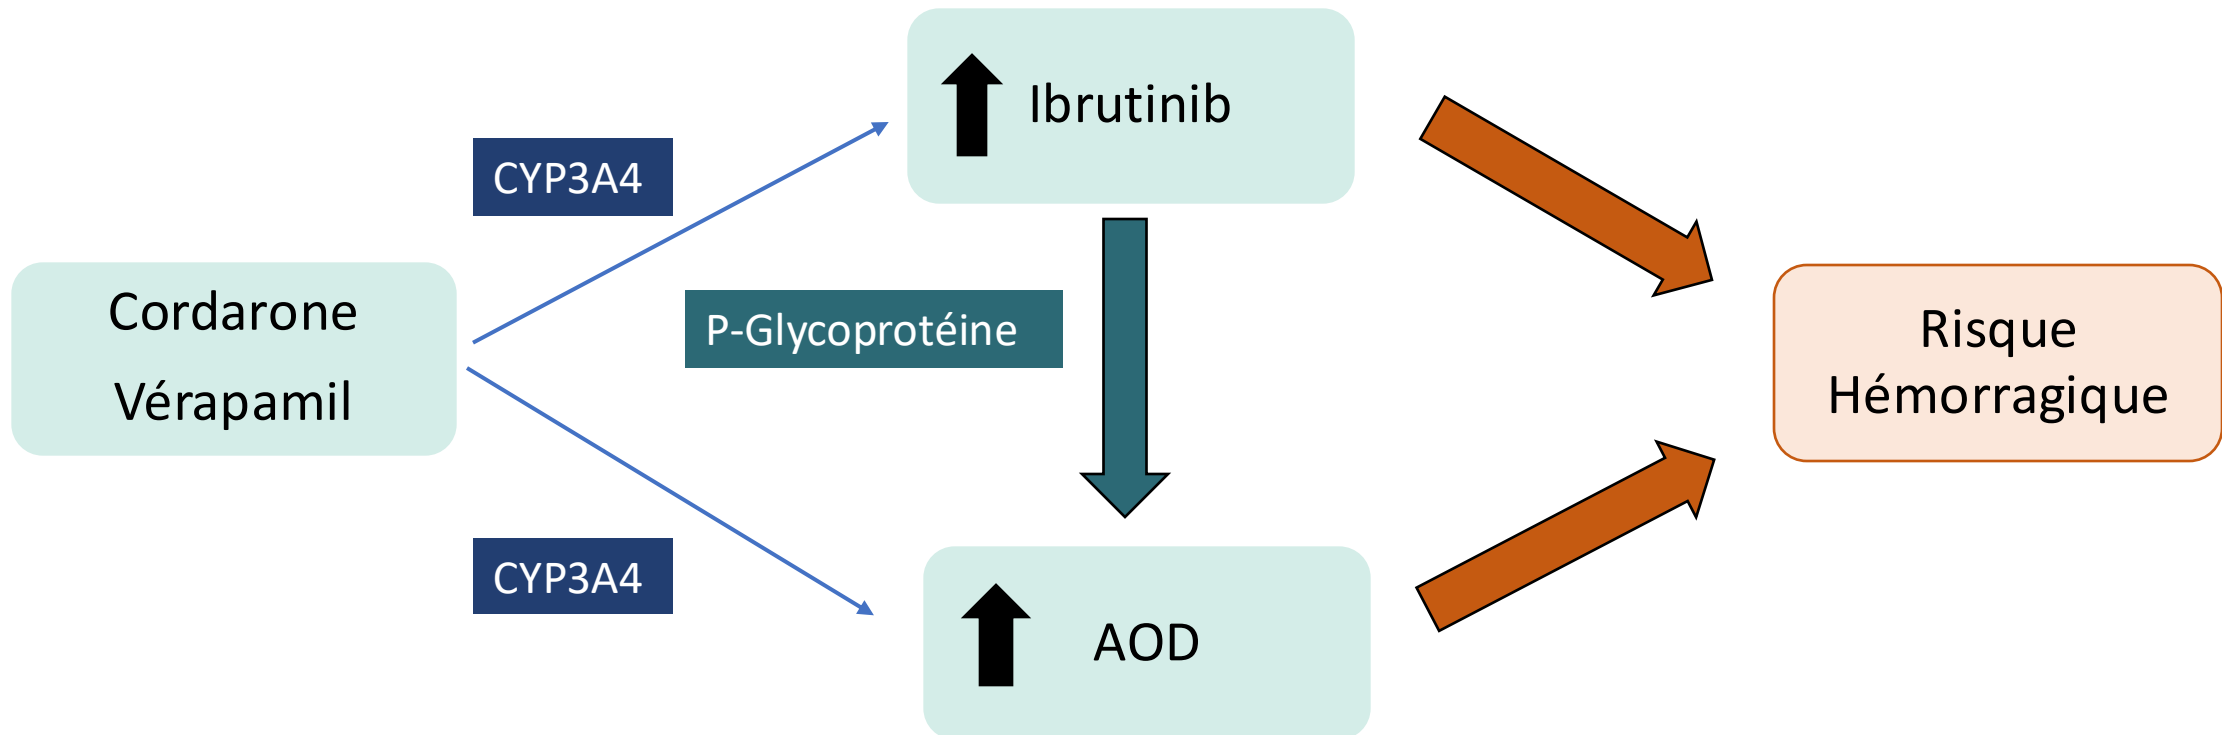 Ibrutinib
CYP3A4
Cordarone
Vérapamil
P-Glycoprotéine
Risque
Hémorragique
CYP3A4
AOD